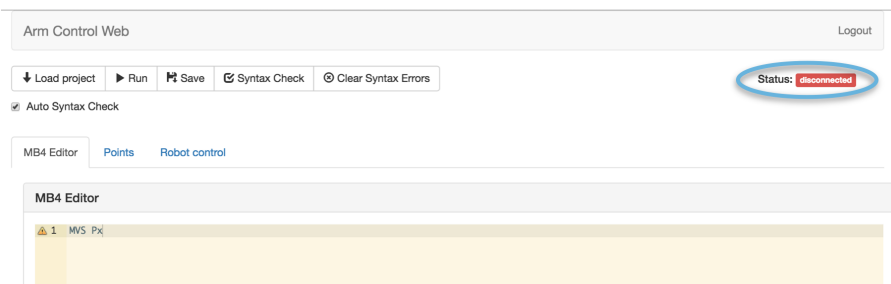 Arm Control Web Logout
Load project Run Save Syntax Check Clear Syntax Errors Status: disconnected
Auto Syntax Check
MB4 Editor Points Robot control
MB4 Editor
1 MVS Px